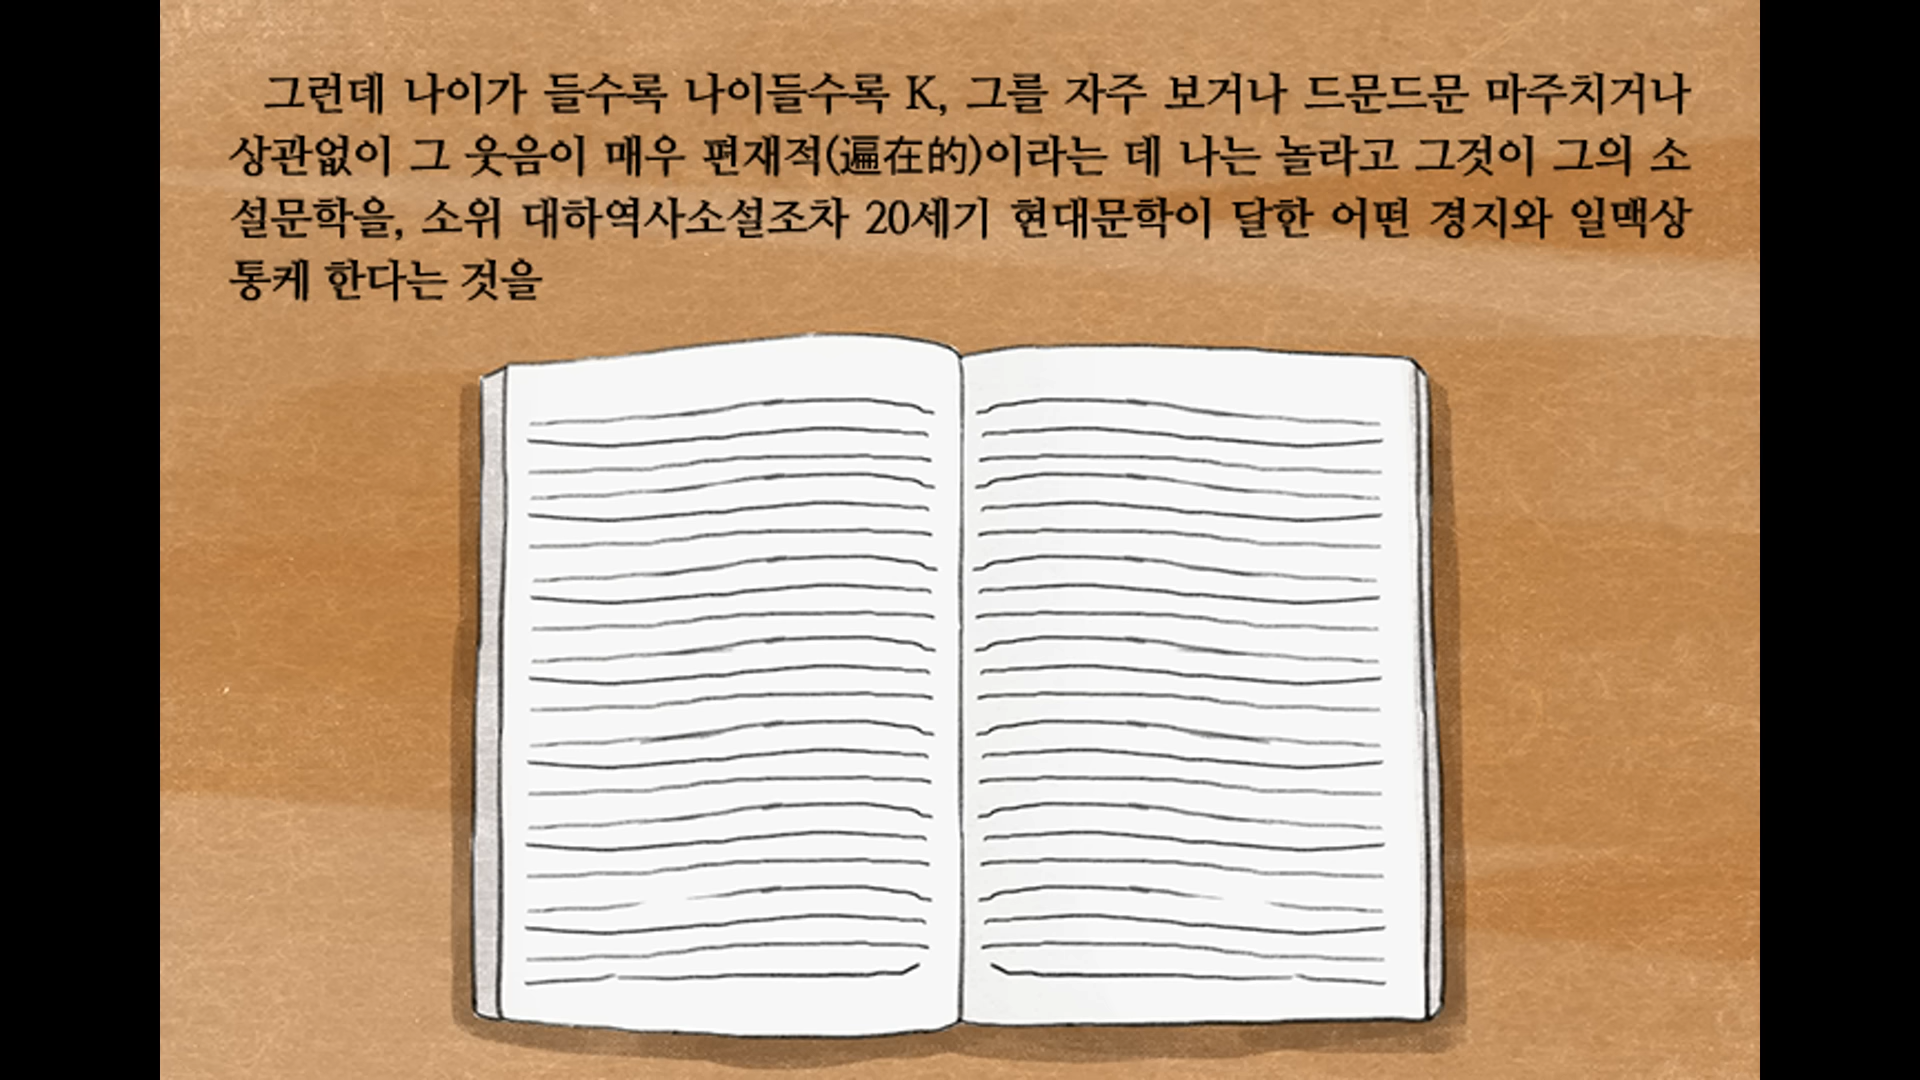 그런데 나이가 들수록 나이들수록 K, 그를 자주 보거나 드문드문 마주치거나
상관없이 그 웃음이 매우 편재적(遍在的)이라는 데 나는 놀라고 그것이 그의 소
설문학을, 소위 대하역사소설조차 20세기 현대문학이 달한 어떤 경지와 일맥상
통케 한다는 것을